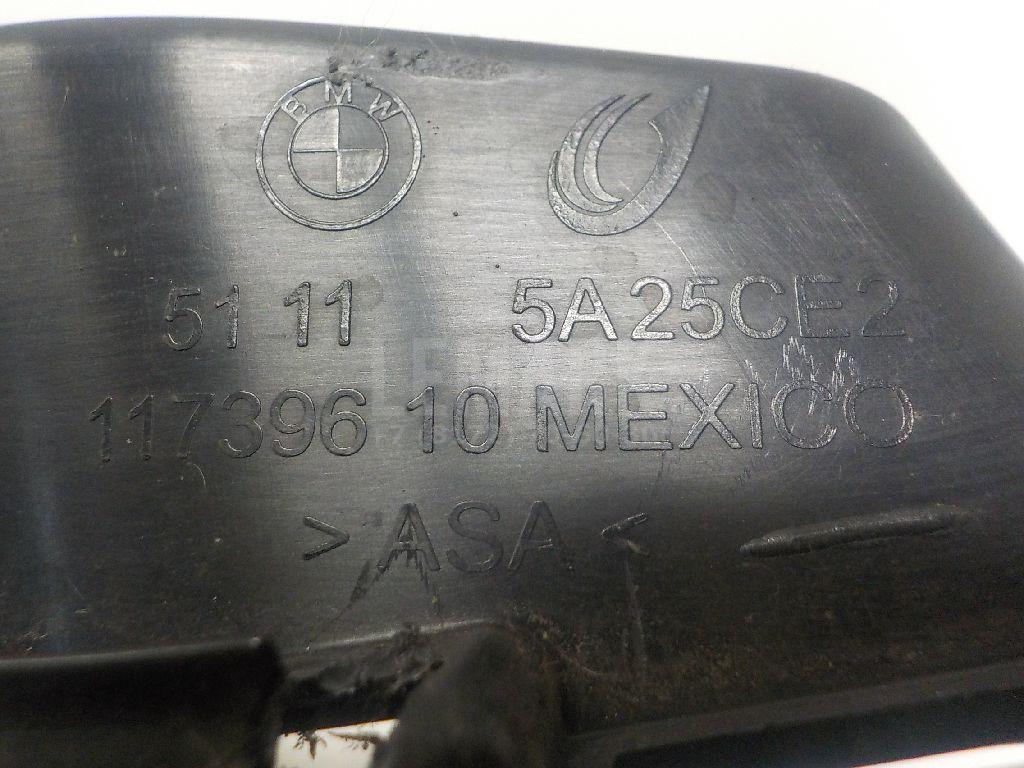 BMW
51 11 5A25CE2
117396 10 MEXICO
>ASA<